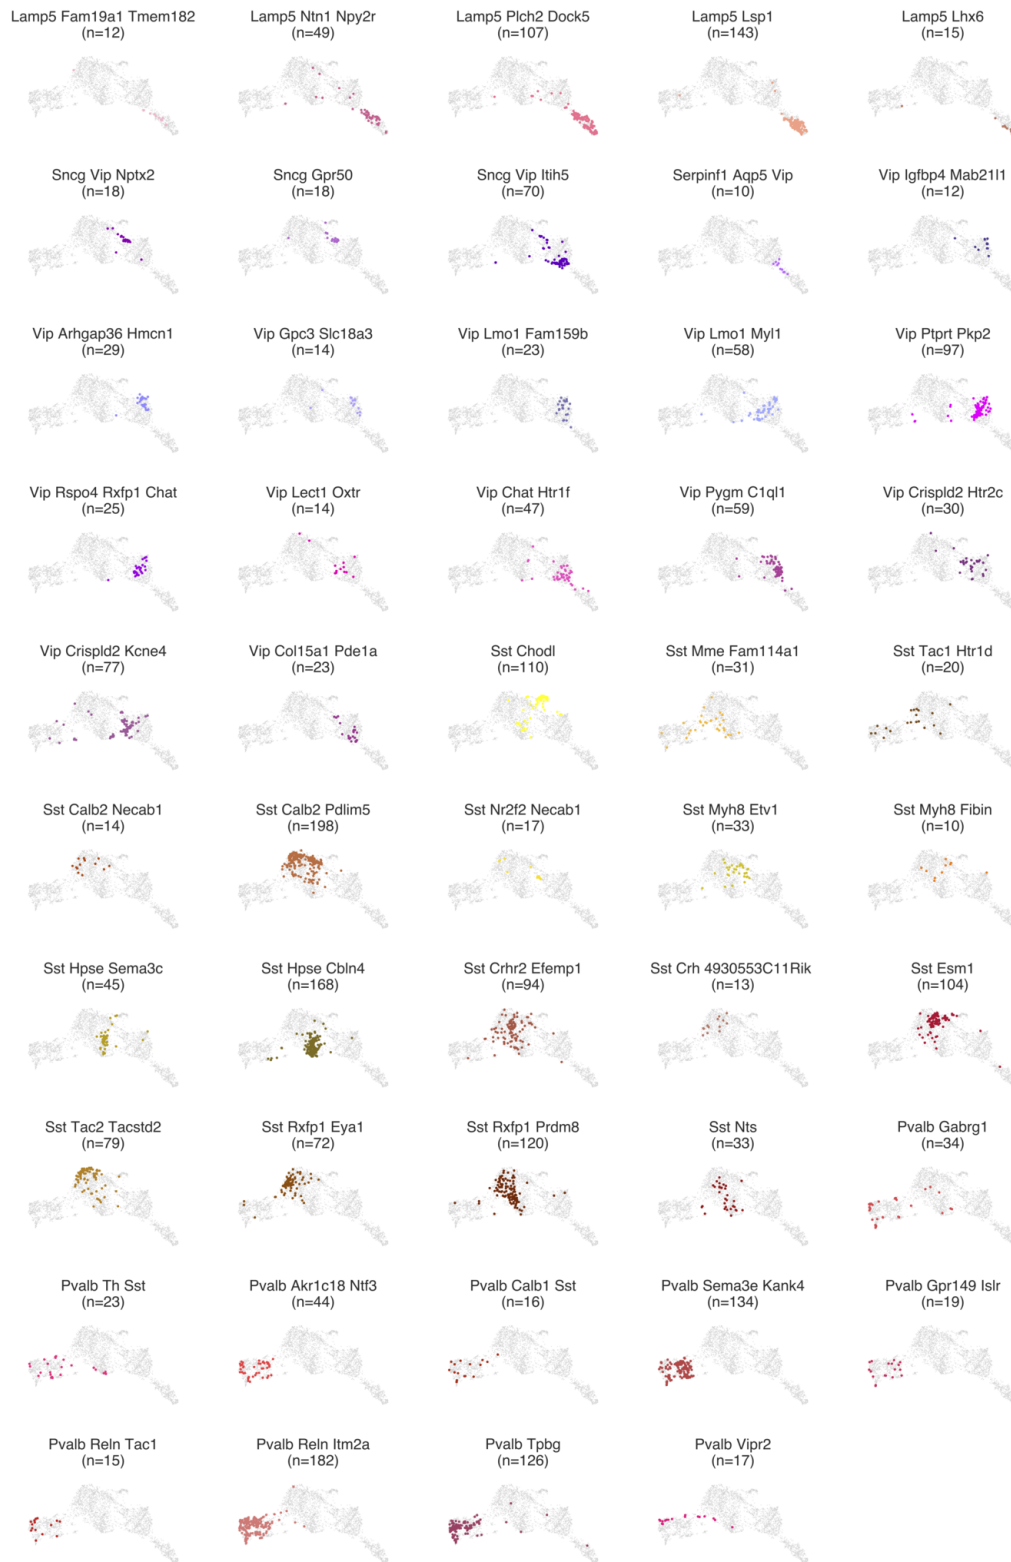 Lamp5 Fam19a1 Tmem182
(n=12)
Lamp5 Ntn1 Npy2r
(n=49)
Lamp5 Plch2 Dock5
(n=107)
Lamp5 Lsp1
(n=143)
Lamp5 Lhx6
(n=15)
Sncg Vip Nptx2
(n=18)
Sncg Gpr50
(n=18)
Sncg Vip Itih5
(n=70)
Serpinf1 Aqp5 Vip
(n=10)
Vip Igfbp4 Mab21l1
(n=12)
Vip Arhgap36 Hmcn1
(n=29)
Vip Gpc3 Slc18a3
(n=14)
Vip Lmo1 Fam159b
(n=23)
Vip Lmo1 Myl1
(n=58)
Vip Ptprt Pkp2
(n=97)
Vip Rspo4 Rxfp1 Chat
(n=25)
Vip Lect1 Oxtr
(n=14)
Vip Chat Htr1f
(n=47)
Vip Pygm C1ql1
(n=59)
Vip Crispld2 Htr2c
(n=30)
Vip Crispld2 Kcne4
(n=77)
Vip Col15a1 Pde1a
(n=23)
Sst Chodl
(n=110)
Sst Mme Fam114a1
(n=31)
Sst Tac1 Htr1d
(n=20)
Sst Calb2 Necab1
(n=14)
Sst Calb2 Pdlim5
(n=198)
Sst Nr2f2 Necab1
(n=17)
Sst Myh8 Etv1
(n=33)
Sst Myh8 Fibin
(n=10)
Sst Hpse Sema3c
(n=45)
Sst Hpse Cbln4
(n=168)
Sst Crhr2 Efemp1
(n=94)
Sst Crh 4930553C11Rik
(n=13)
Sst Esm1
(n=104)
Sst Tac2 Tacstd2
(n=79)
Sst Rxfp1 Eya1
(n=72)
Sst Rxfp1 Prdm8
(n=120)
Sst Nts
(n=33)
Pvalb Gabrg1
(n=34)
Pvalb Th Sst
(n=23)
Pvalb Akr1c18 Ntf3
(n=44)
Pvalb Calb1 Sst
(n=16)
Pvalb Sema3e Kank4
(n=134)
Pvalb Gpr149 Islr
(n=19)
Pvalb Reln Tac1
(n=15)
Pvalb Reln Itm2a
(n=182)
Pvalb Tpbg
(n=126)
Pvalb Vipr2
(n=17)